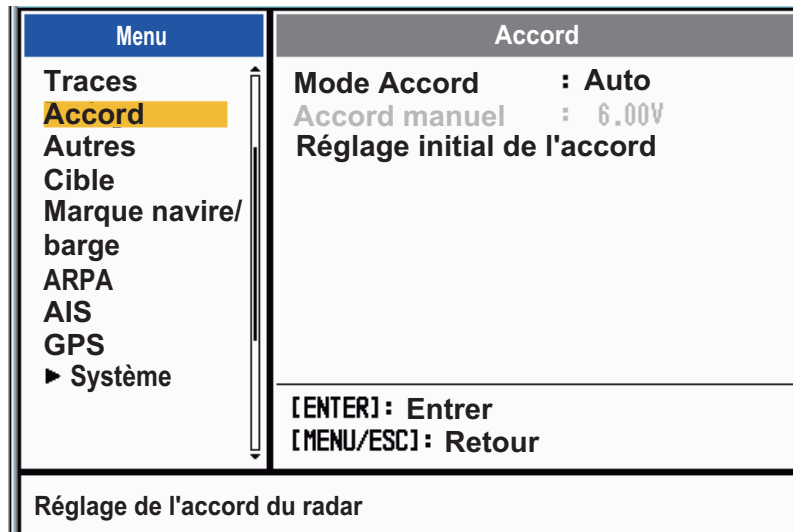 Menu
Traces
Accord
Autres
Cible
Marque navire/
barge
ARPA
AIS
GPS
► Système
Accord
Mode Accord : Auto
Accord manuel : 6.00V
Réglage initial de l'accord
[ENTER]: Entrer
[MENU/ESC]: Retour
Réglage de l'accord du radar